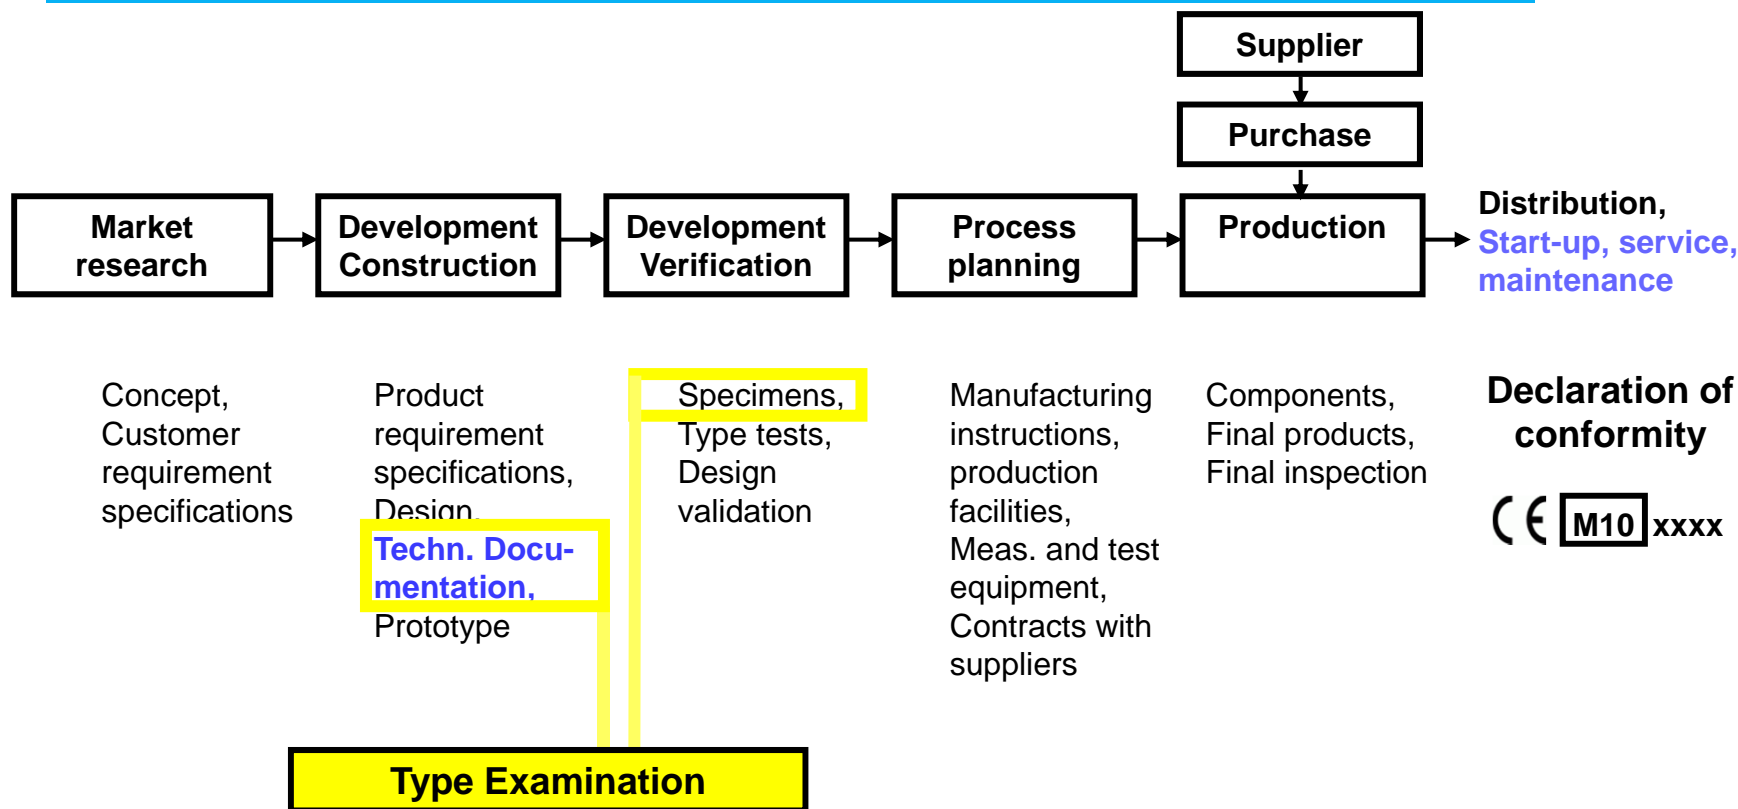 Supplier
Purchase
Market
research
Development
Construction
Development
Verification
Process
planning
Production
Distribution,
Start-up, service,
maintenance
Concept,
Customer
requirement
specifications
Product
requirement
specifications,
Design,
Techn. Docu-
mentation,
Prototype
Specimens,
Type tests,
Design
validation
Manufacturing
instructions,
production
facilities,
Meas. and test
equipment,
Contracts with
suppliers
Components,
Final products,
Final inspection
Declaration of
conformity
CE M10 xxxx
Type Examination